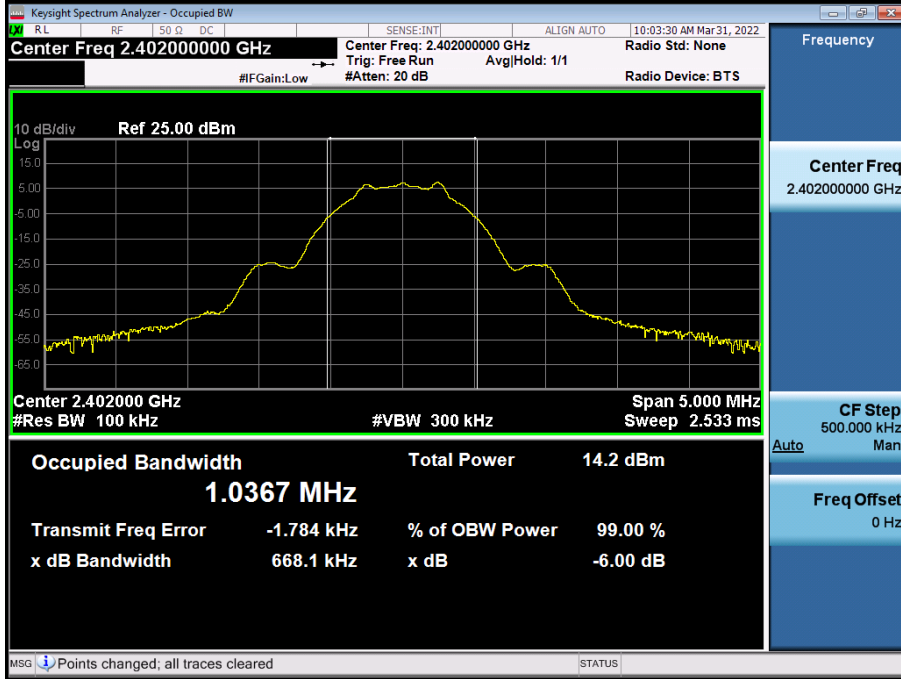 Keysight Spectrum Analyzer - Occupied BW
LXI RL RF 50 Ω DC SENSE:INT ALIGN AUTO 10:03:30 AM Mar 31, 2022
Center Freq 2.402000000 GHz
Center Freq: 2.402000000 GHz
Radio Std: None
Trig: Free Run
Avg|Hold: 1/1
#IFGain:Low
#Atten: 20 dB
Radio Device: BTS
10 dB/div
Ref 25.00 dBm
Log
15.0
5.00
-5.00
-15.0
-25.0
-35.0
-45.0
-55.0
-65.0
Center 2.402000 GHz
Span 5.000 MHz
#Res BW 100 kHz
#VBW 300 kHz
Sweep 2.533 ms
Occupied Bandwidth
Total Power 14.2 dBm
1.0367 MHz
Transmit Freq Error -1.784 kHz
% of OBW Power 99.00 %
x dB Bandwidth 668.1 kHz
x dB -6.00 dB
Frequency
Center Freq
2.402000000 GHz
CF Step
500.000 kHz
Auto Man
Freq Offset
0 Hz
MSG Points changed; all traces cleared
STATUS